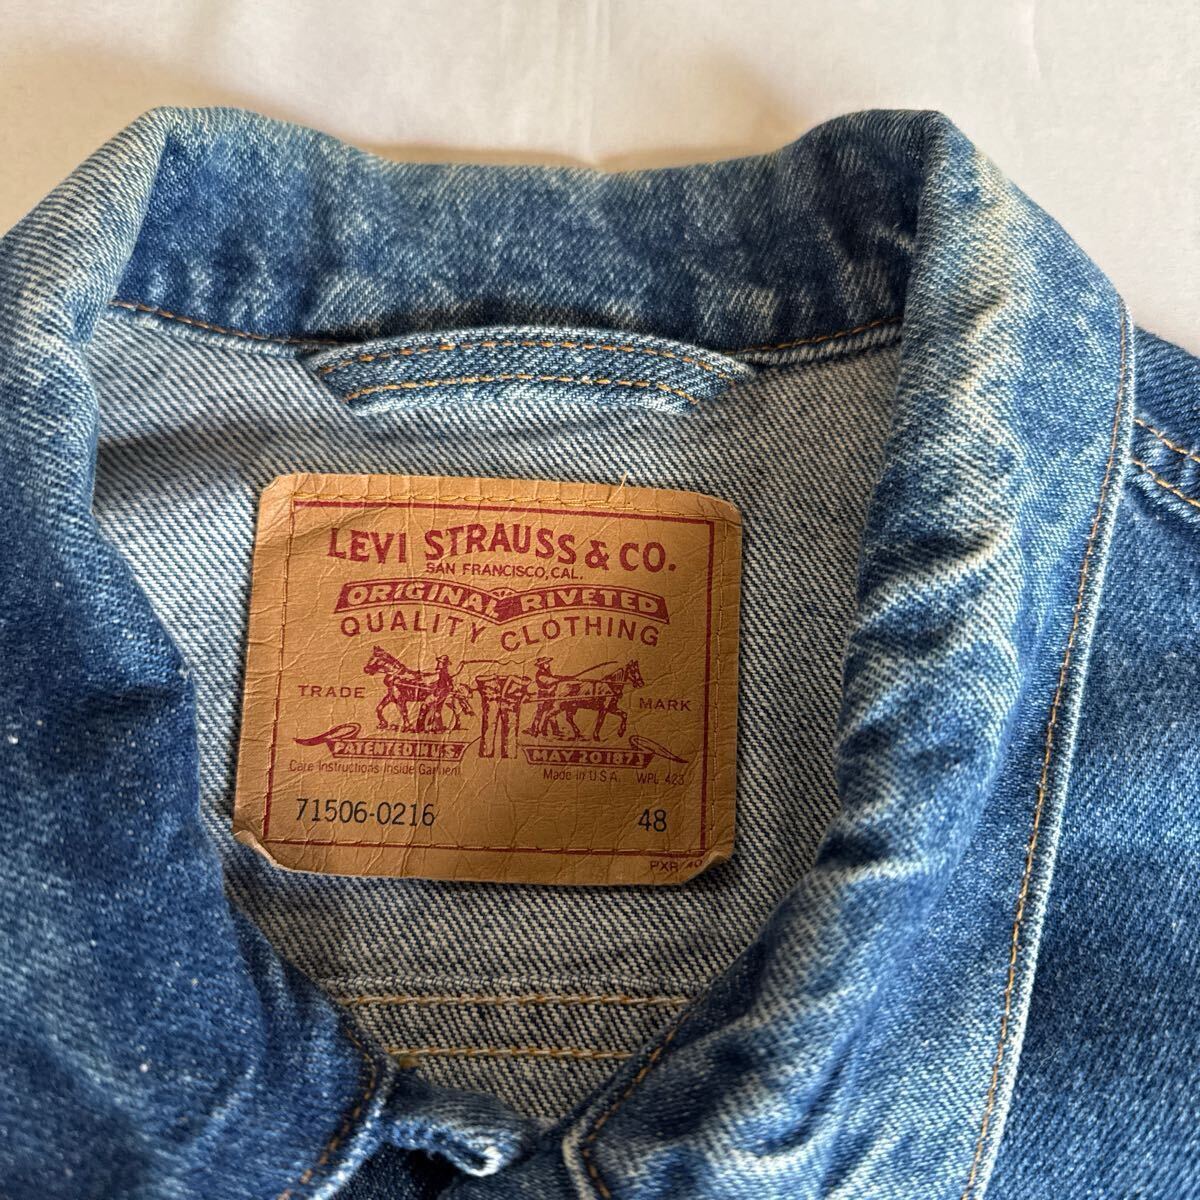 LEVI STRAUSS & CO.
SAN FRANCISCO, CAL.
ORIGINAL RIVETED
QUALITY CLOTHING
TRADE MARK
PATENTED IN U.S. MAY 20 1873
Care Instructions Inside Garment Made in U.S.A. WPL 423
71506-0216 48